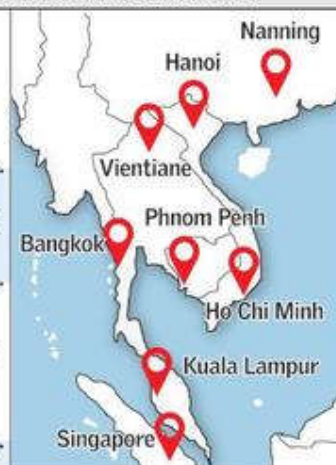 Nanning
Hanoi
Vientiane
Phnom Penh
Bangkok
Ho Chi Minh
Kuala Lampur
Singapore